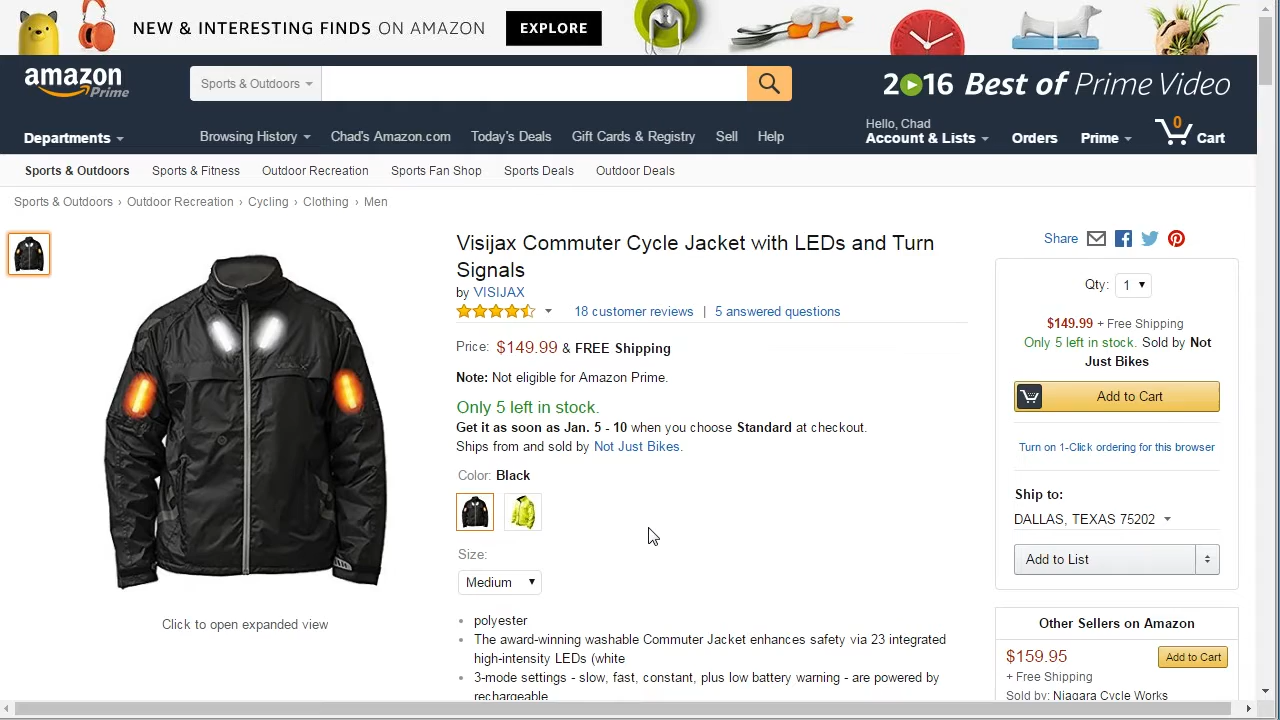 NEW & INTERESTING FINDS ON AMAZON
EXPLORE
amazon
Prime
Sports & Outdoors
2016 Best of Prime Video
Departments
Browsing History
Chad's Amazon.com
Today's Deals
Gift Cards & Registry
Sell
Help
Hello, Chad
Account & Lists
Orders
Prime
0
Cart
Sports & Outdoors
Sports & Fitness
Outdoor Recreation
Sports Fan Shop
Sports Deals
Outdoor Deals
Sports & Outdoors › Outdoor Recreation › Cycling › Clothing › Men
Visijax Commuter Cycle Jacket with LEDs and Turn
Signals
by VISIJAX
18 customer reviews | 5 answered questions
Price: $149.99 & FREE Shipping
Note: Not eligible for Amazon Prime.
Only 5 left in stock.
Get it as soon as Jan. 5 - 10 when you choose Standard at checkout.
Ships from and sold by Not Just Bikes.
Color: Black
Size:
Medium
polyester
The award-winning washable Commuter Jacket enhances safety via 23 integrated
high-intensity LEDs (white
3-mode settings - slow, fast, constant, plus low battery warning - are powered by
rechargeable
Click to open expanded view
Share
Qty: 1
$149.99 + Free Shipping
Only 5 left in stock. Sold by Not
Just Bikes
Add to Cart
Turn on 1-Click ordering for this browser
Ship to:
DALLAS, TEXAS 75202
Add to List
Other Sellers on Amazon
$159.95
Add to Cart
+ Free Shipping
Sold by: Niagara Cycle Works